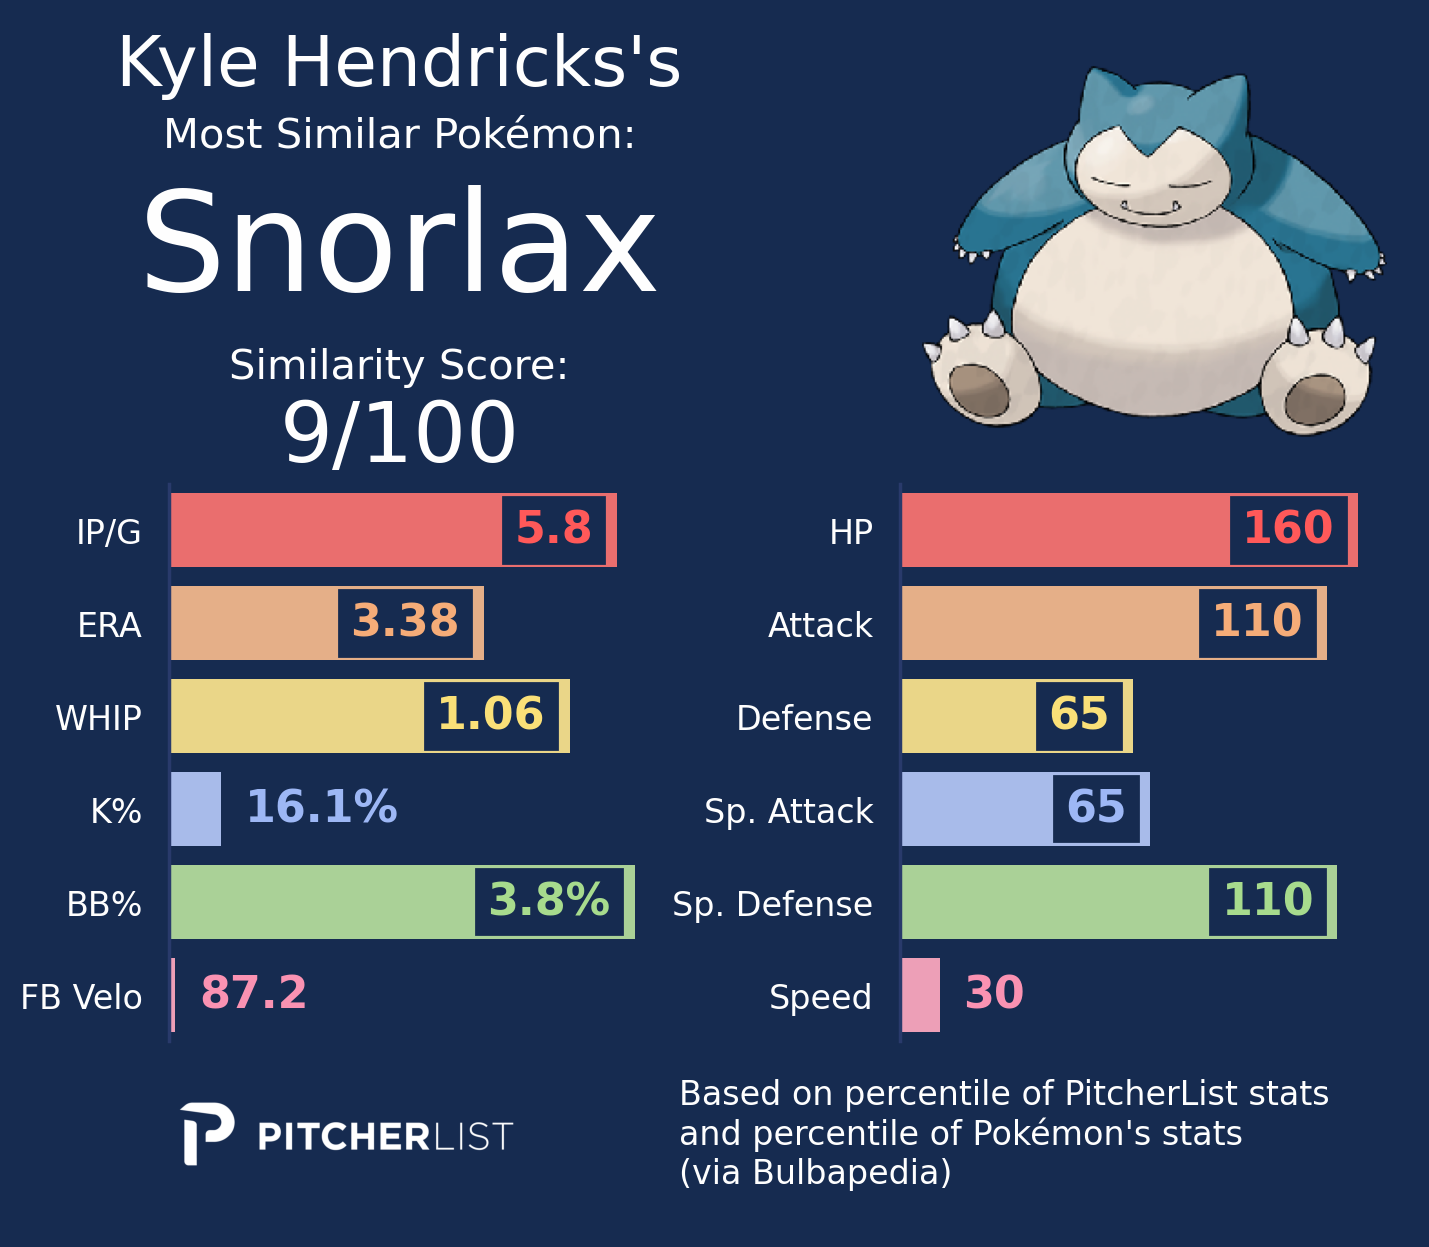 Kyle Hendricks's
Most Similar Pokémon:
Snorlax
Similarity Score:
9/100
IP/G 5.8
ERA 3.38
WHIP 1.06
K% 16.1%
BB% 3.8%
FB Velo 87.2
HP 160
Attack 110
Defense 65
Sp. Attack 65
Sp. Defense 110
Speed 30
PITCHERLIST
Based on percentile of PitcherList stats
and percentile of Pokémon's stats
(via Bulbapedia)